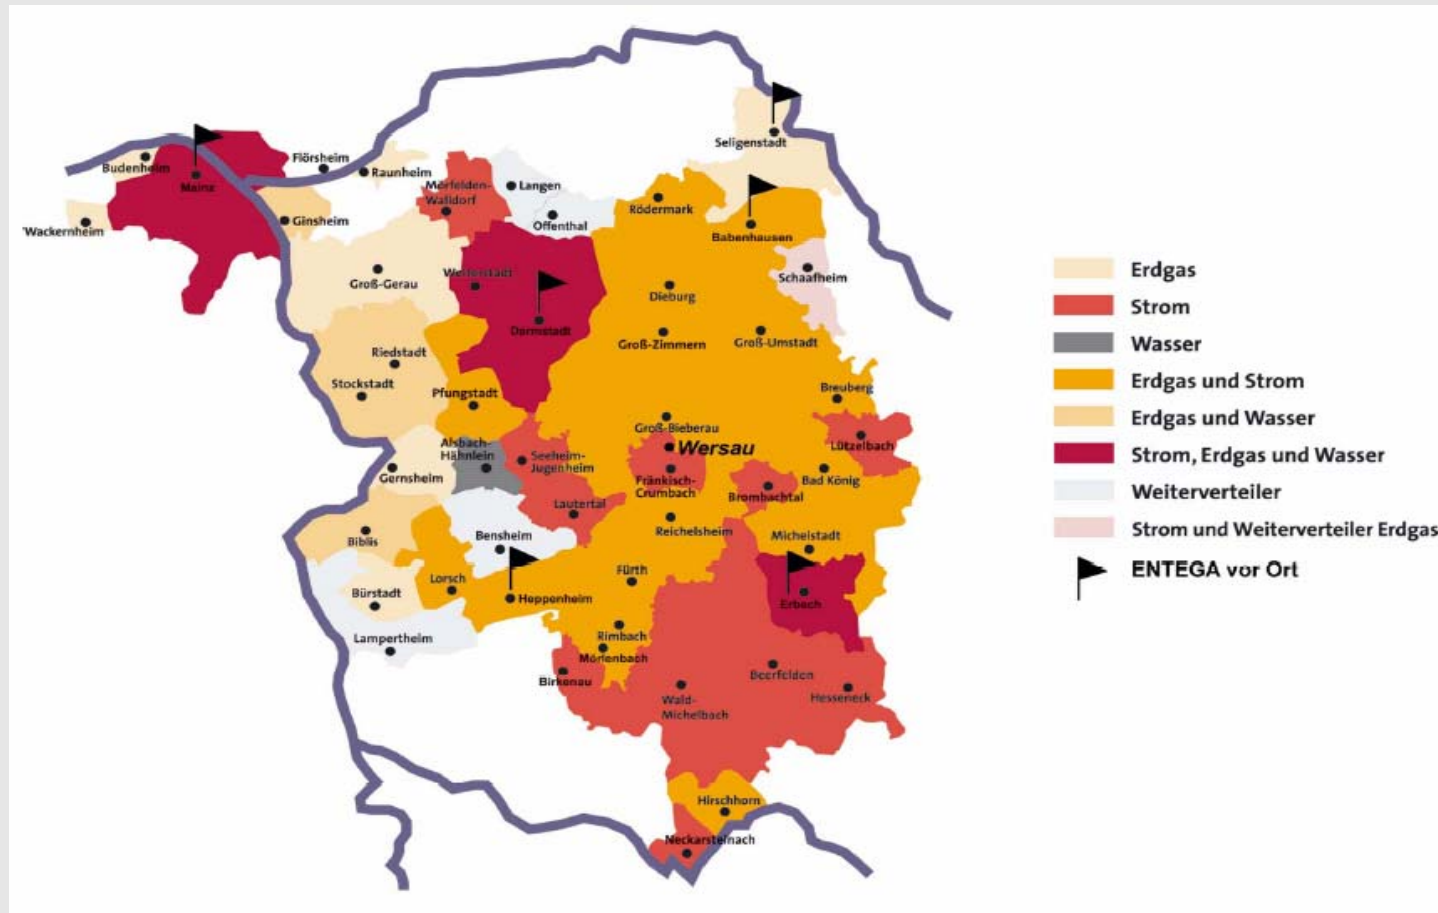 Seligenstadt
Flörsheim
Budenheim
Raunheim
Mainz
Mörfelden-
Walldorf
Langen
Rödermark
Ginsheim
Offenthal
Wackernheim
Babenhausen
Weiterstadt
Schaafheim
Groß-Gerau
Dieburg
Darmstadt
Groß-Zimmern
Groß-Umstadt
Riedstadt
Stockstadt
Pfungstadt
Breuberg
Groß-Bieberau
Alsbach-
Hähnlein
Wersau
Lützelbach
Seeheim-
Jugenheim
Gernsheim
Fränkisch-
Crumbach
Bad König
Brombachtal
Lautertal
Reichelsheim
Bensheim
Michelstadt
Biblis
Fürth
Lorsch
Bürstadt
Heppenheim
Erbach
Lampertheim
Rimbach
Mörlenbach
Birkenau
Beerfelden
Hesseneck
Wald-
Michelbach
Hirschhorn
Neckarsteinach
Erdgas
Strom
Wasser
Erdgas und Strom
Erdgas und Wasser
Strom, Erdgas und Wasser
Weiterverteiler
Strom und Weiterverteiler Erdgas
ENTEGA vor Ort